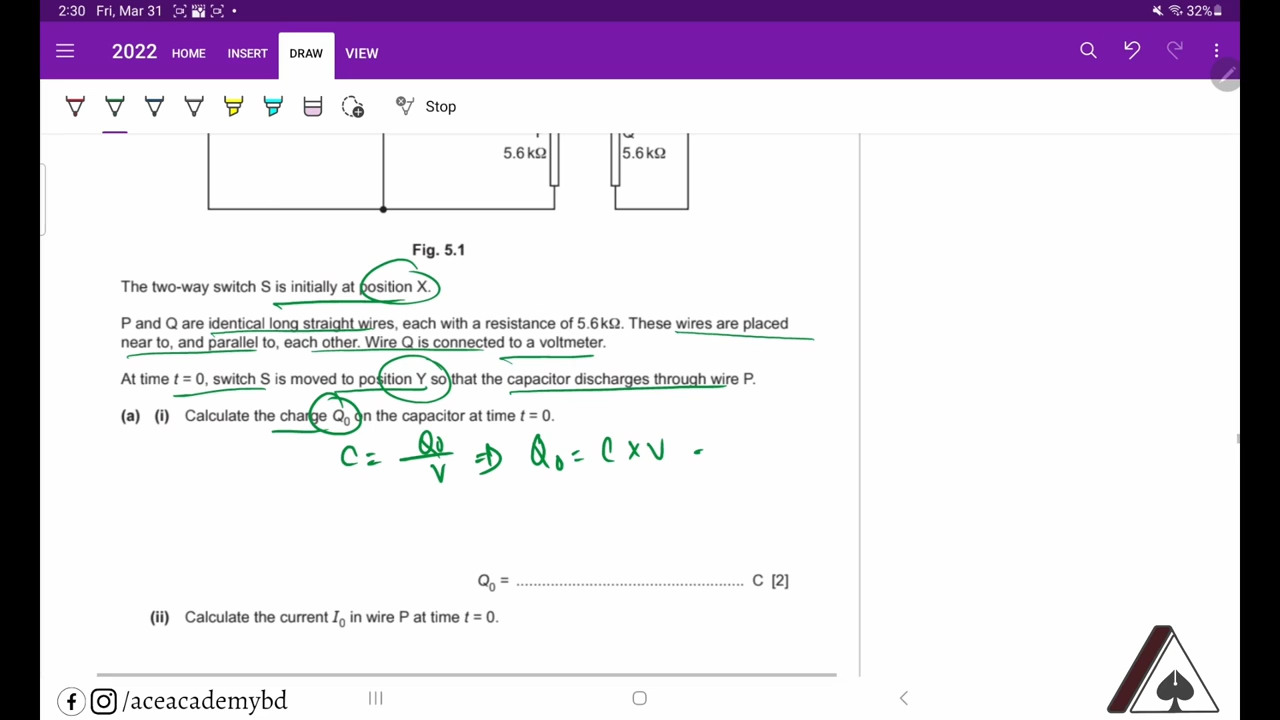 2:30 Fri, Mar 31
32%
2022 HOME INSERT DRAW VIEW
Stop
5.6 kΩ
5.6 kΩ
Fig. 5.1
The two-way switch S is initially at position X.
P and Q are identical long straight wires, each with a resistance of 5.6 kΩ. These wires are placed
near to, and parallel to, each other. Wire Q is connected to a voltmeter.
At time t = 0, switch S is moved to position Y so that the capacitor discharges through wire P.
(a) (i) Calculate the charge Q₀ on the capacitor at time t = 0.
C = Q₀/V ⇒ Q₀ = C × V
Q₀ = ................................................ C [2]
(ii) Calculate the current I₀ in wire P at time t = 0.
/aceacademybd